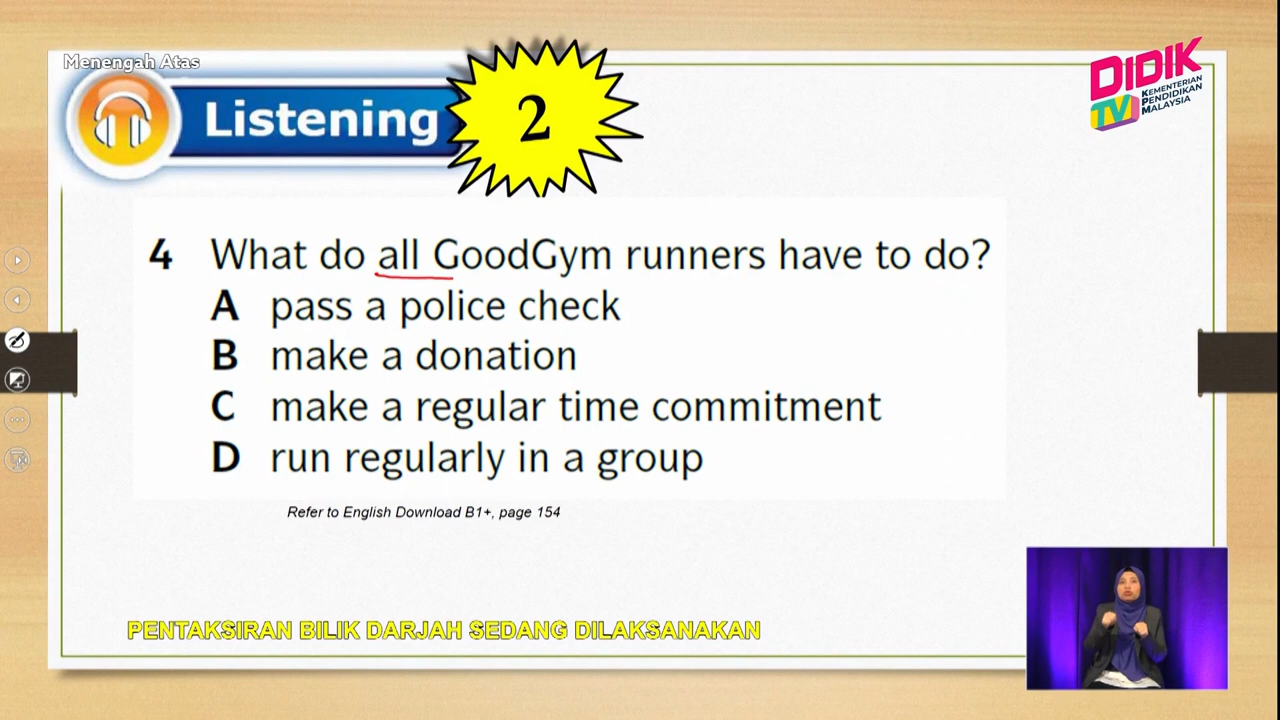 Menengah Atas
Listening
2
DIDIK
TV
KEMENTERIAN
PENDIDIKAN
MALAYSIA
4 What do all GoodGym runners have to do?
A pass a police check
B make a donation
C make a regular time commitment
D run regularly in a group
Refer to English Download B1+, page 154
PENTAKSIRAN BILIK DARJAH SEDANG DILAKSANAKAN